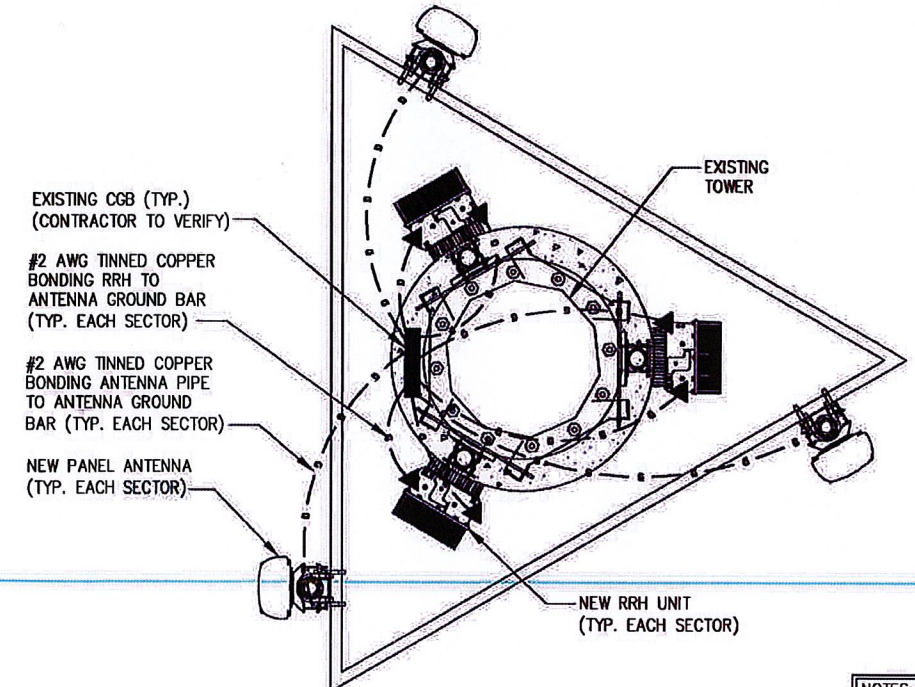 EXISTING CGB (TYP.)
(CONTRACTOR TO VERIFY)
#2 AWG TINNED COPPER
BONDING RRH TO
ANTENNA GROUND BAR
(TYP. EACH SECTOR)
#2 AWG TINNED COPPER
BONDING ANTENNA PIPE
TO ANTENNA GROUND
BAR (TYP. EACH SECTOR)
NEW PANEL ANTENNA
(TYP. EACH SECTOR)
EXISTING
TOWER
NEW RRH UNIT
(TYP. EACH SECTOR)
NOTES